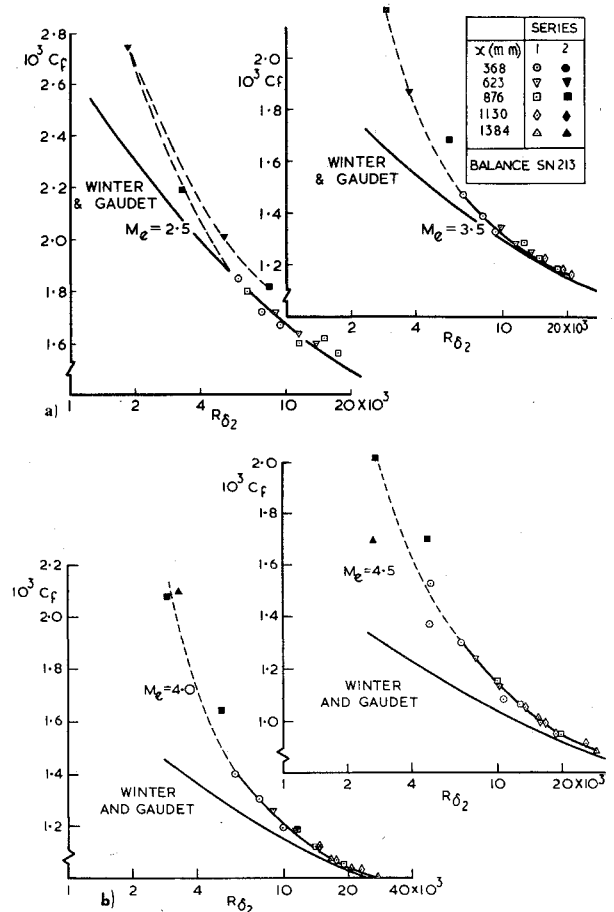 2·8
10³ Cf
2·6
2·4
2·2
2·0
1·8
1·6
WINTER
& GAUDET
Me = 2·5
1
2
4
10
20×10³
Rδ2
a)
10³ Cf
2·0
1·8
1·6
1·4
1·2
WINTER
& GAUDET
Me = 3·5
2
4
10
20×10³
Rδ2
SERIES
x (mm) 1 2
368 ⊙ ●
623 ▽ ▼
876 ⊡ ■
1130 ◊ ♦
1384 △ ▲
BALANCE SN 213
2·0
10³ Cf
1·8
1·6
1·4
1·2
1·0
Me=4·5
WINTER
AND GAUDET
1
2
4
10
20×10³
Rδ2
2·2
10³ Cf
2·0
1·8
1·6
1·4
1·2
Me=4·0
WINTER
AND GAUDET
1
2
4
10
20
40×10³
Rδ2
b)